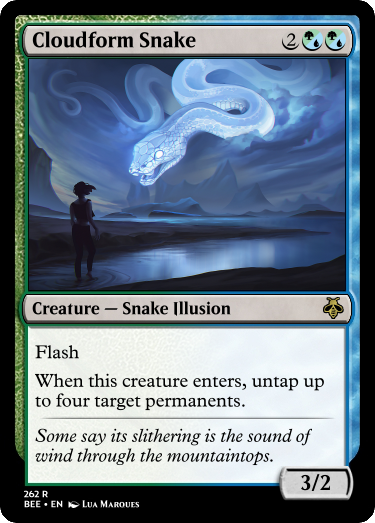 Cloudform Snake 2
Creature — Snake Illusion
Flash
When this creature enters, untap up
to four target permanents.
Some say its slithering is the sound of
wind through the mountaintops.
3/2
262 R
BEE • EN Lua Marques